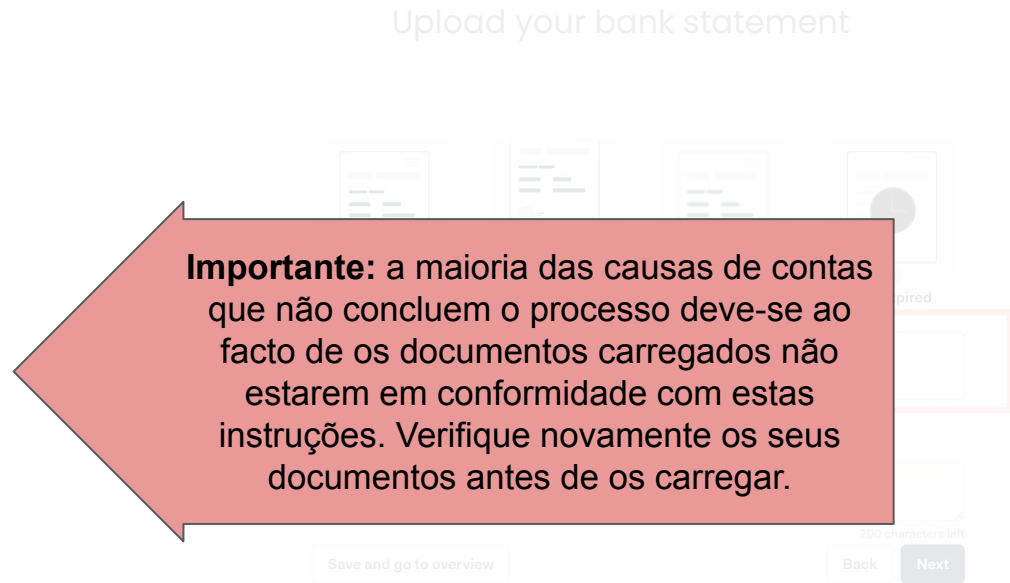 Upload your bank statement
Importante: a maioria das causas de contas
que não concluem o processo deve-se ao
facto de os documentos carregados não
estarem em conformidade com estas
instruções. Verifique novamente os seus
documentos antes de os carregar.
200 characters left
Save and go to overview
Back
Next